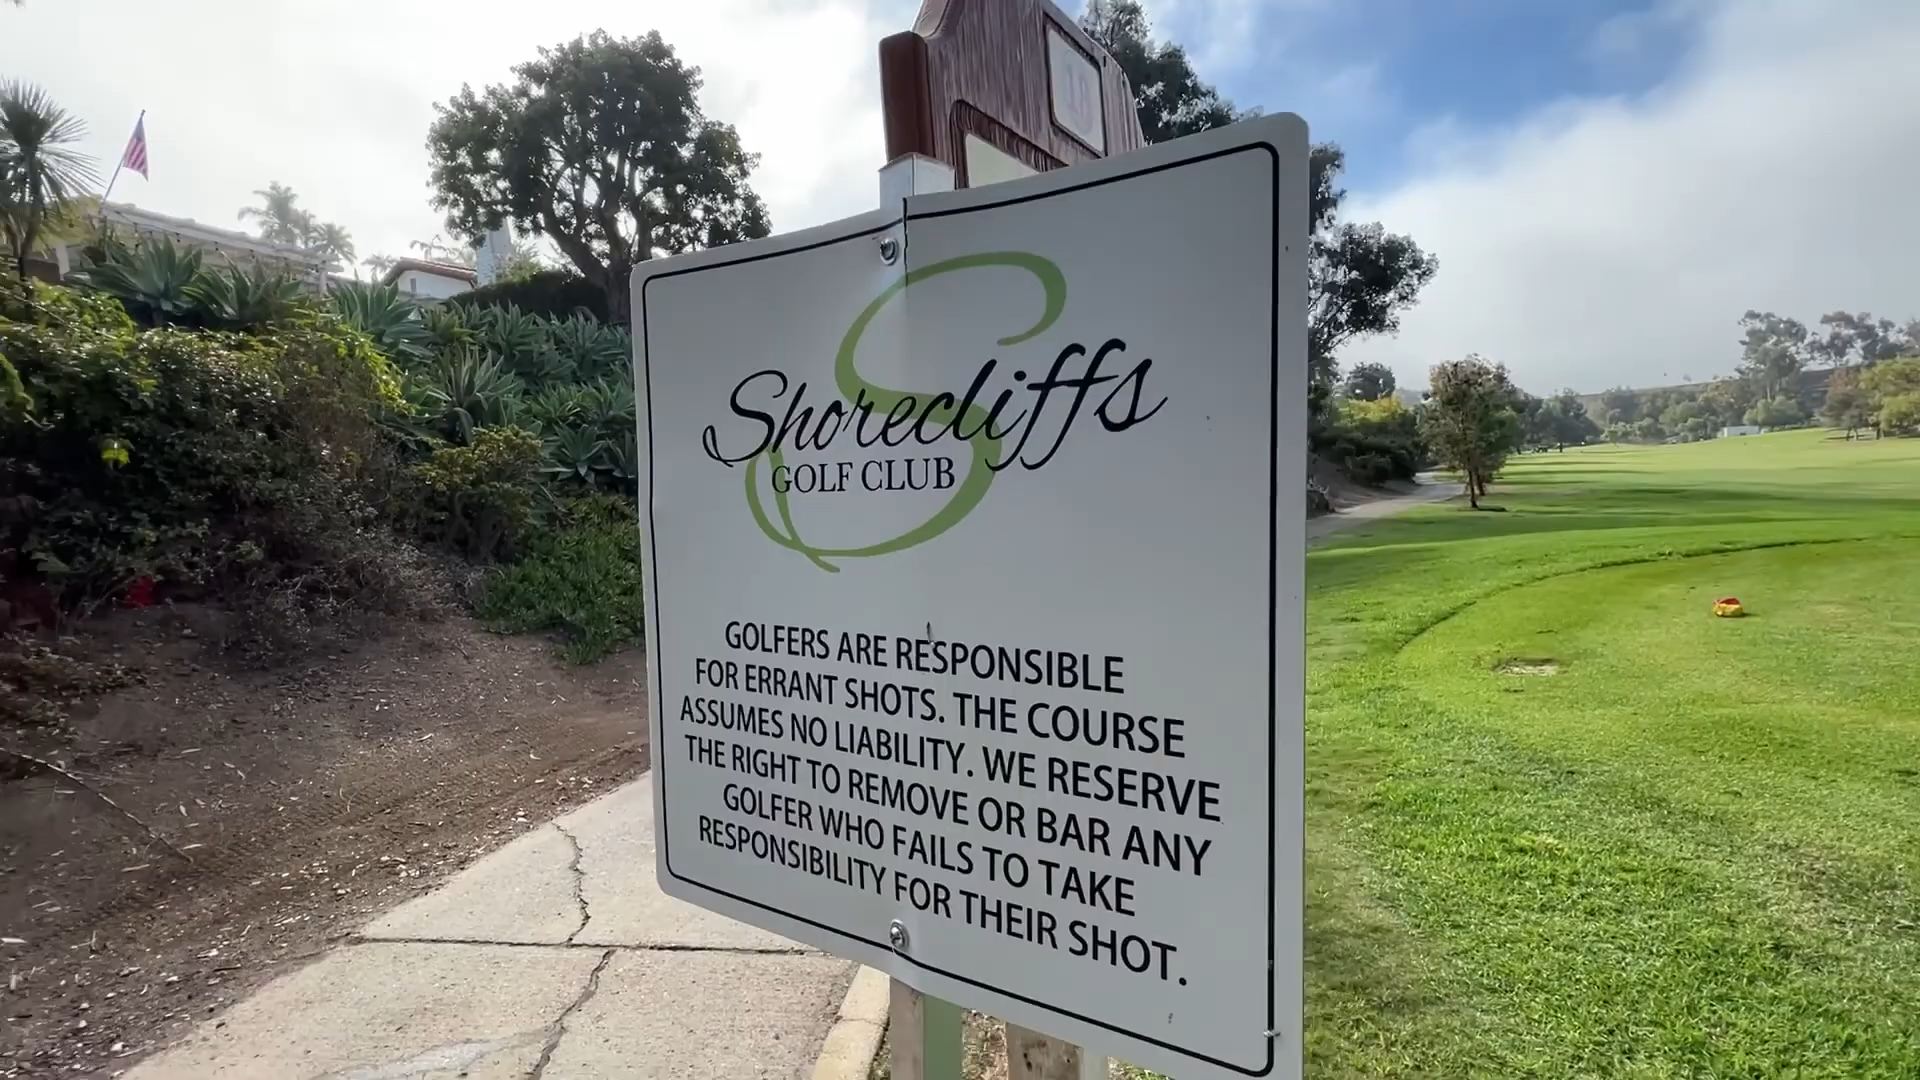 Shorecliffs
GOLF CLUB
GOLFERS ARE RESPONSIBLE
FOR ERRANT SHOTS. THE COURSE
ASSUMES NO LIABILITY. WE RESERVE
THE RIGHT TO REMOVE OR BAR ANY
GOLFER WHO FAILS TO TAKE
RESPONSIBILITY FOR THEIR SHOT.